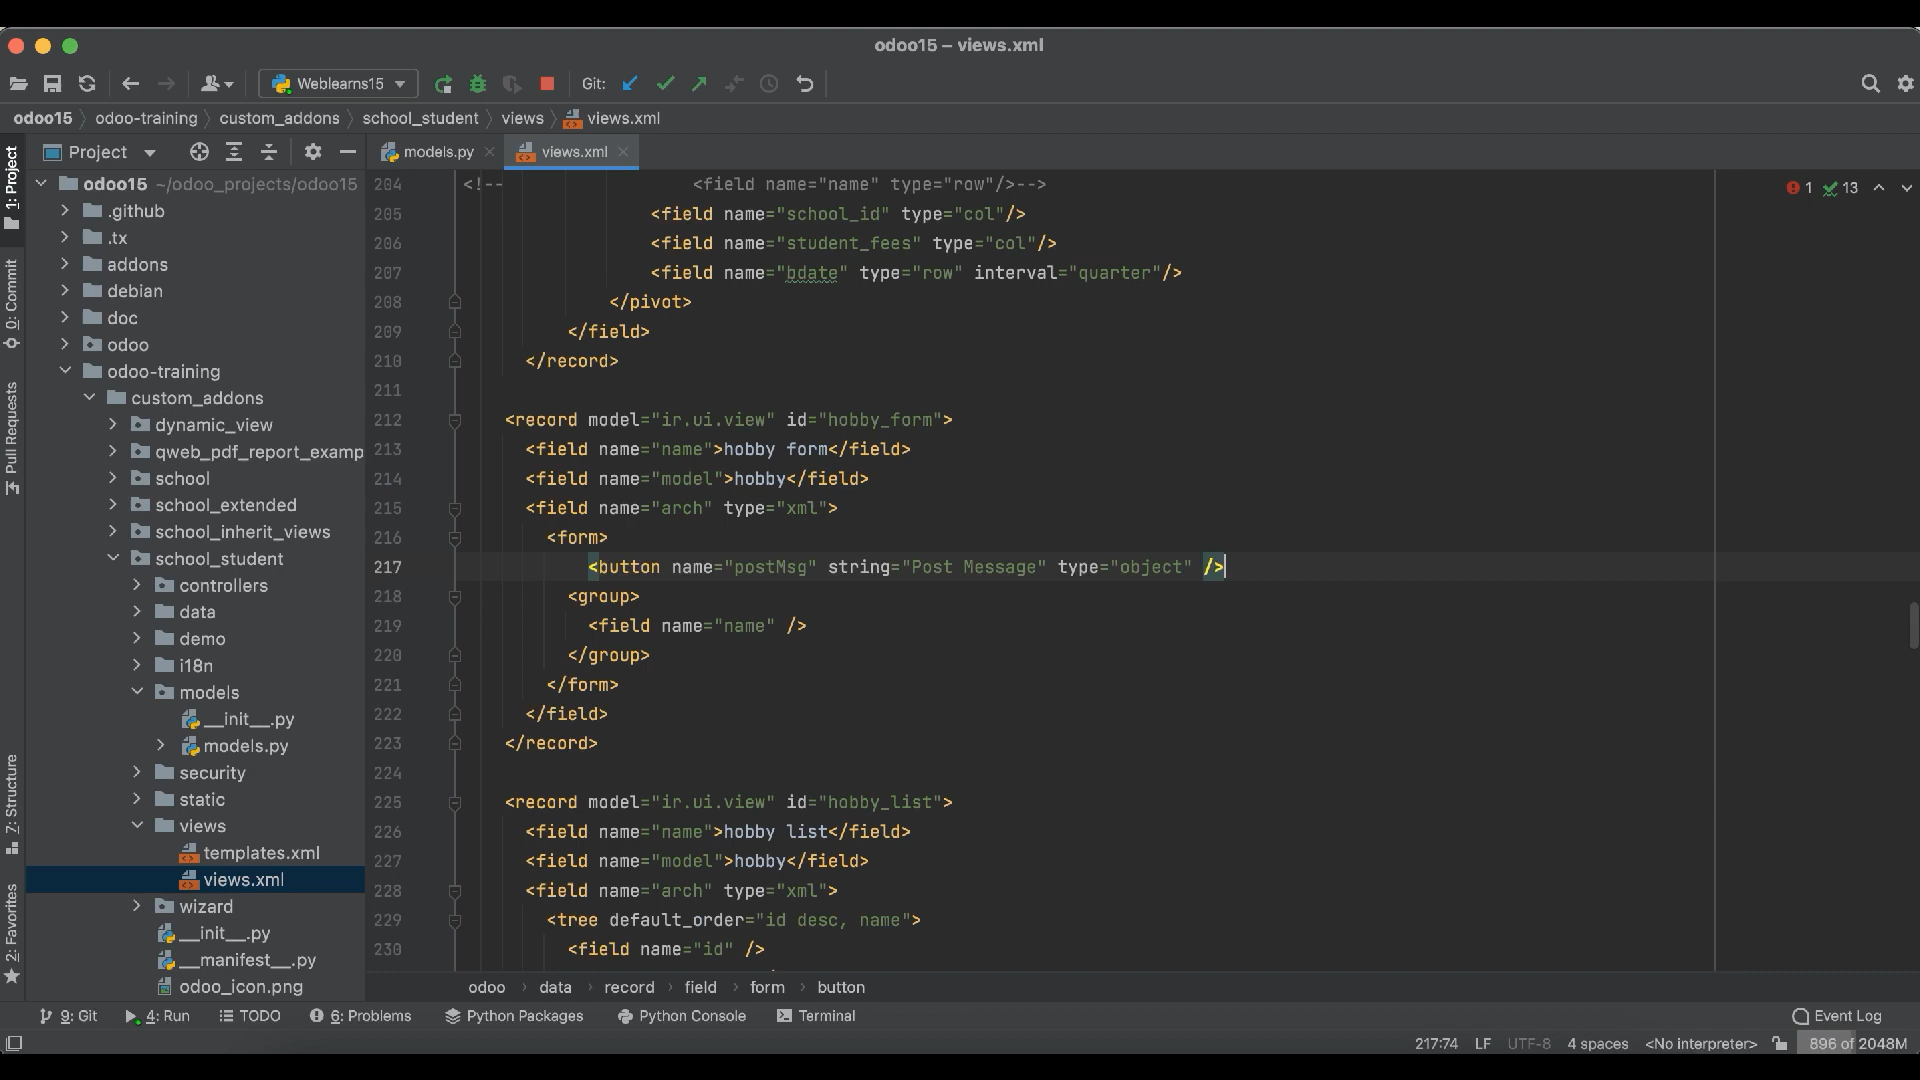 odoo15 – views.xml
Weblearns15
Git:
odoo15 odoo-training custom_addons school_student views views.xml
Project
models.py
views.xml
1: Project
0: Commit
Pull Requests
7: Structure
2: Favorites
odoo15 ~/odoo_projects/odoo15
.github
.tx
addons
debian
doc
odoo
odoo-training
custom_addons
dynamic_view
qweb_pdf_report_examp
school
school_extended
school_inherit_views
school_student
controllers
data
demo
i18n
models
__init__.py
models.py
security
static
views
templates.xml
views.xml
wizard
__init__.py
__manifest__.py
odoo_icon.png
1 13
204 <!-- <field name="name" type="row"/>-->
205 <field name="school_id" type="col"/>
206 <field name="student_fees" type="col"/>
207 <field name="bdate" type="row" interval="quarter"/>
208 </pivot>
209 </field>
210 </record>
211
212 <record model="ir.ui.view" id="hobby_form">
213 <field name="name">hobby form</field>
214 <field name="model">hobby</field>
215 <field name="arch" type="xml">
216 <form>
217 <button name="postMsg" string="Post Message" type="object" />
218 <group>
219 <field name="name" />
220 </group>
221 </form>
222 </field>
223 </record>
224
225 <record model="ir.ui.view" id="hobby_list">
226 <field name="name">hobby list</field>
227 <field name="model">hobby</field>
228 <field name="arch" type="xml">
229 <tree default_order="id desc, name">
230 <field name="id" />
odoo › data › record › field › form › button
9: Git 4: Run TODO 6: Problems Python Packages Python Console Terminal Event Log
217:74 LF UTF-8 4 spaces <No interpreter> 896 of 2048M